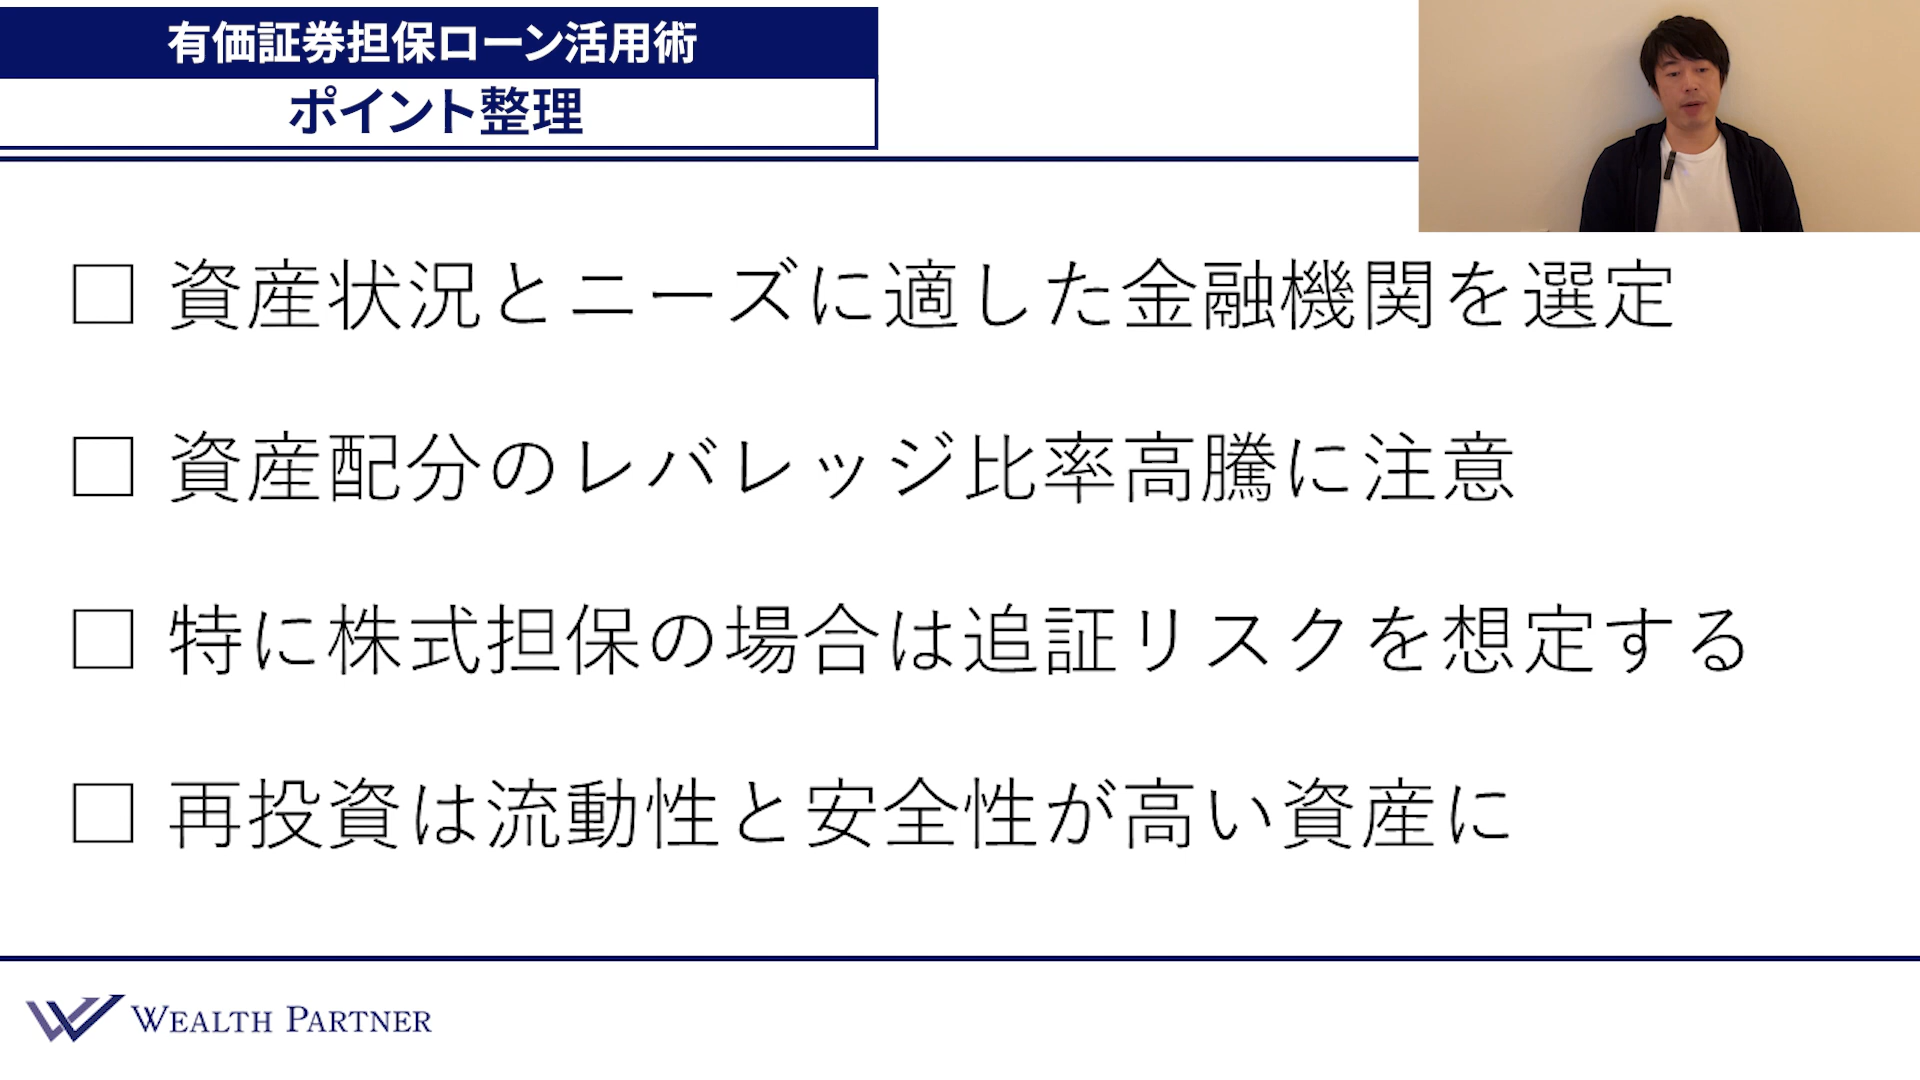 有価証券担保ローン活用術
ポイント整理
□ 資産状況とニーズに適した金融機関を選定
□ 資産配分のレバレッジ比率高騰に注意
□ 特に株式担保の場合は追証リスクを想定する
□ 再投資は流動性と安全性が高い資産に
WEALTH PARTNER